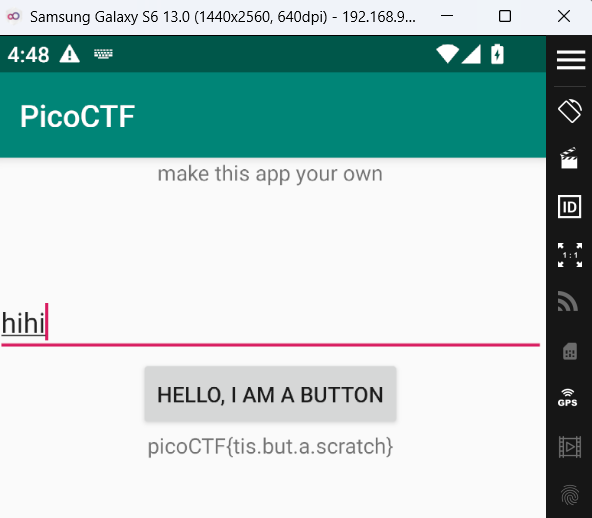 Samsung Galaxy S6 13.0 (1440x2560, 640dpi) - 192.168.9...
4:48
PicoCTF
make this app your own
hihi
HELLO, I AM A BUTTON
picoCTF{tis.but.a.scratch}
ID
1:1
GPS